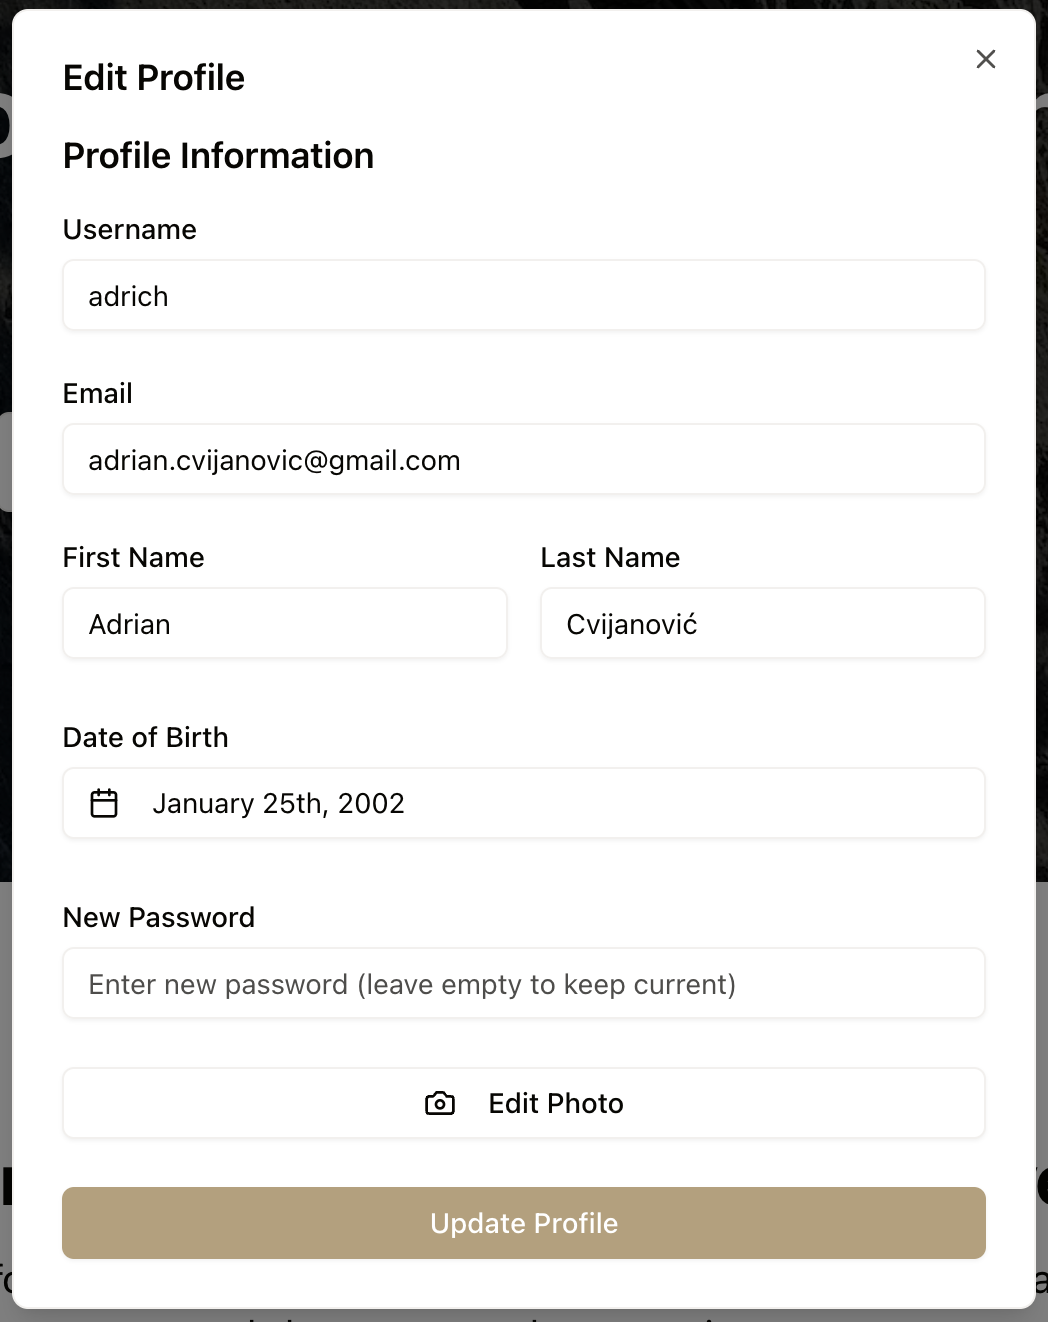 Edit Profile
Profile Information
Username
adrich
Email
adrian.cvijanovic@gmail.com
First Name
Last Name
Adrian
Cvijanović
Date of Birth
January 25th, 2002
New Password
Enter new password (leave empty to keep current)
Edit Photo
Update Profile